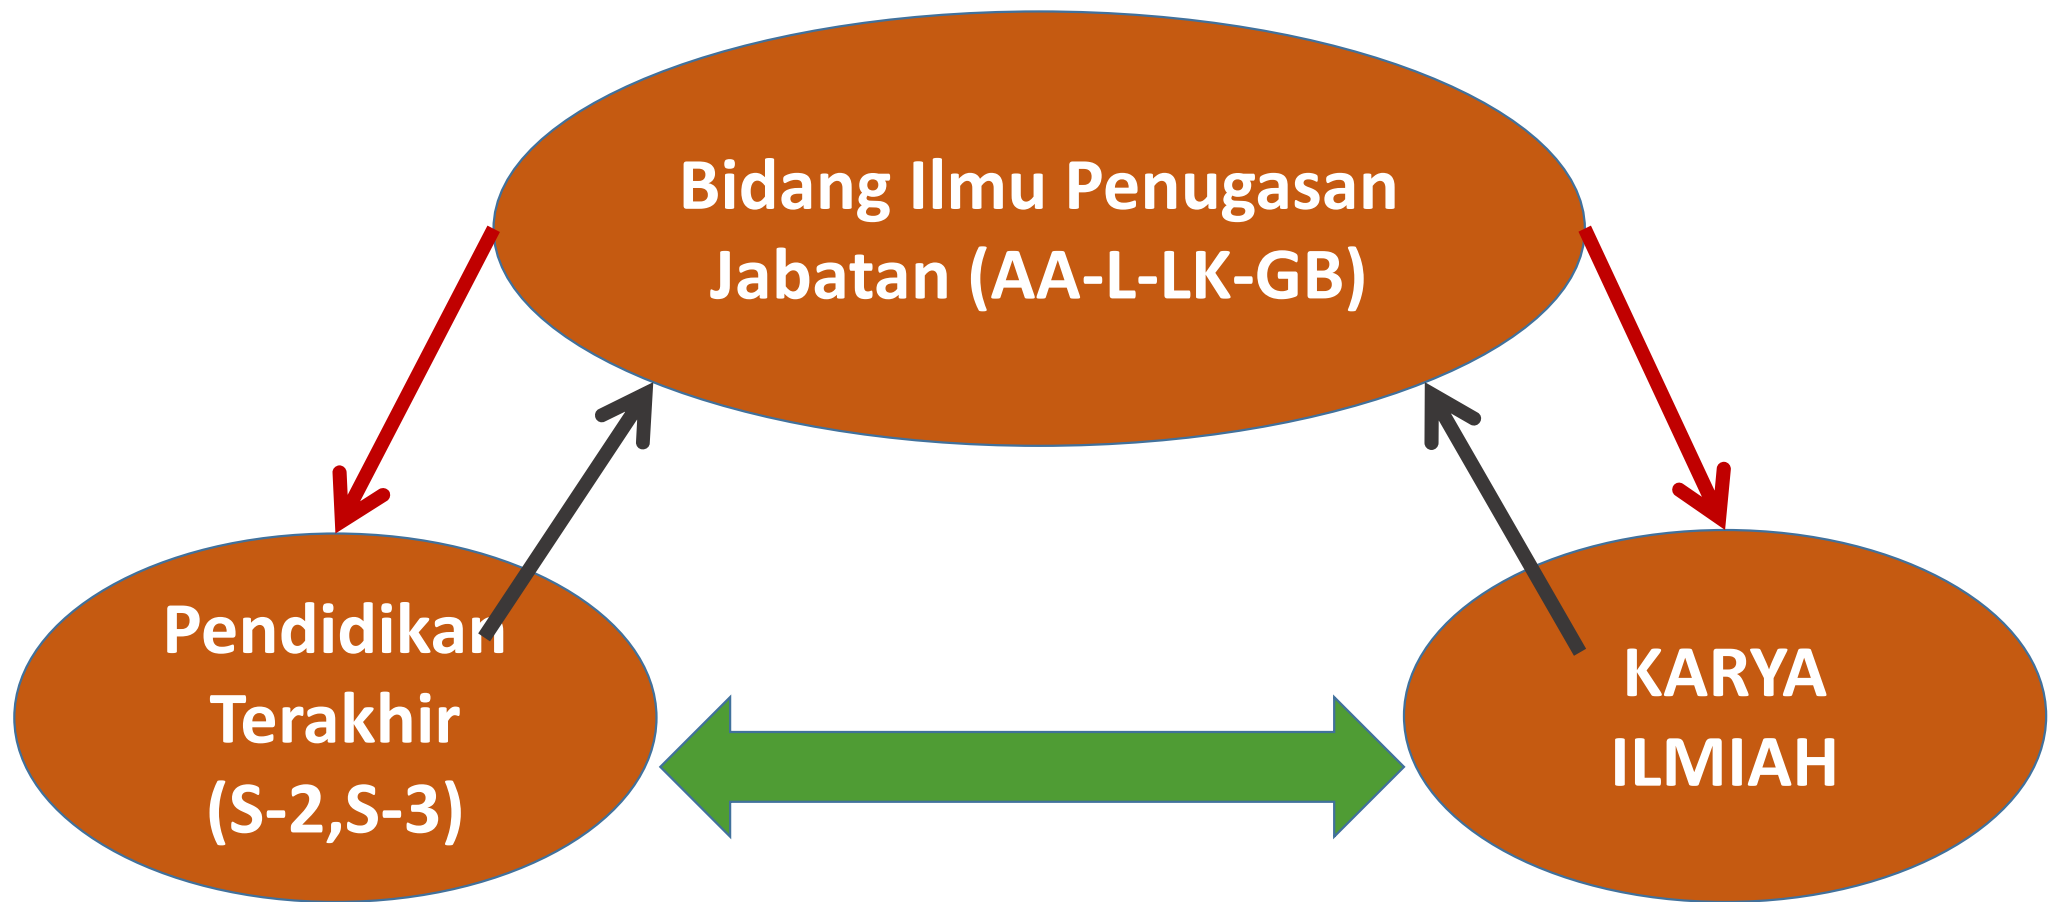 Bidang Ilmu Penugasan
Jabatan (AA-L-LK-GB)
Pendidikan
Terakhir
(S-2,S-3)
KARYA
ILMIAH